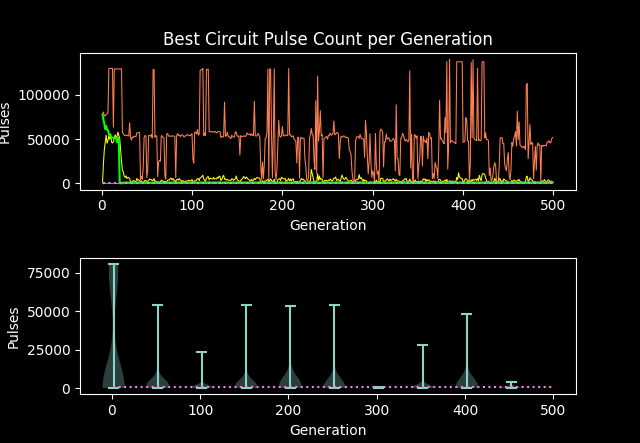 Best Circuit Pulse Count per Generation
Pulses
100000
50000
0
0 100 200 300 400 500
Generation
Pulses
75000
50000
25000
0
0 100 200 300 400 500
Generation